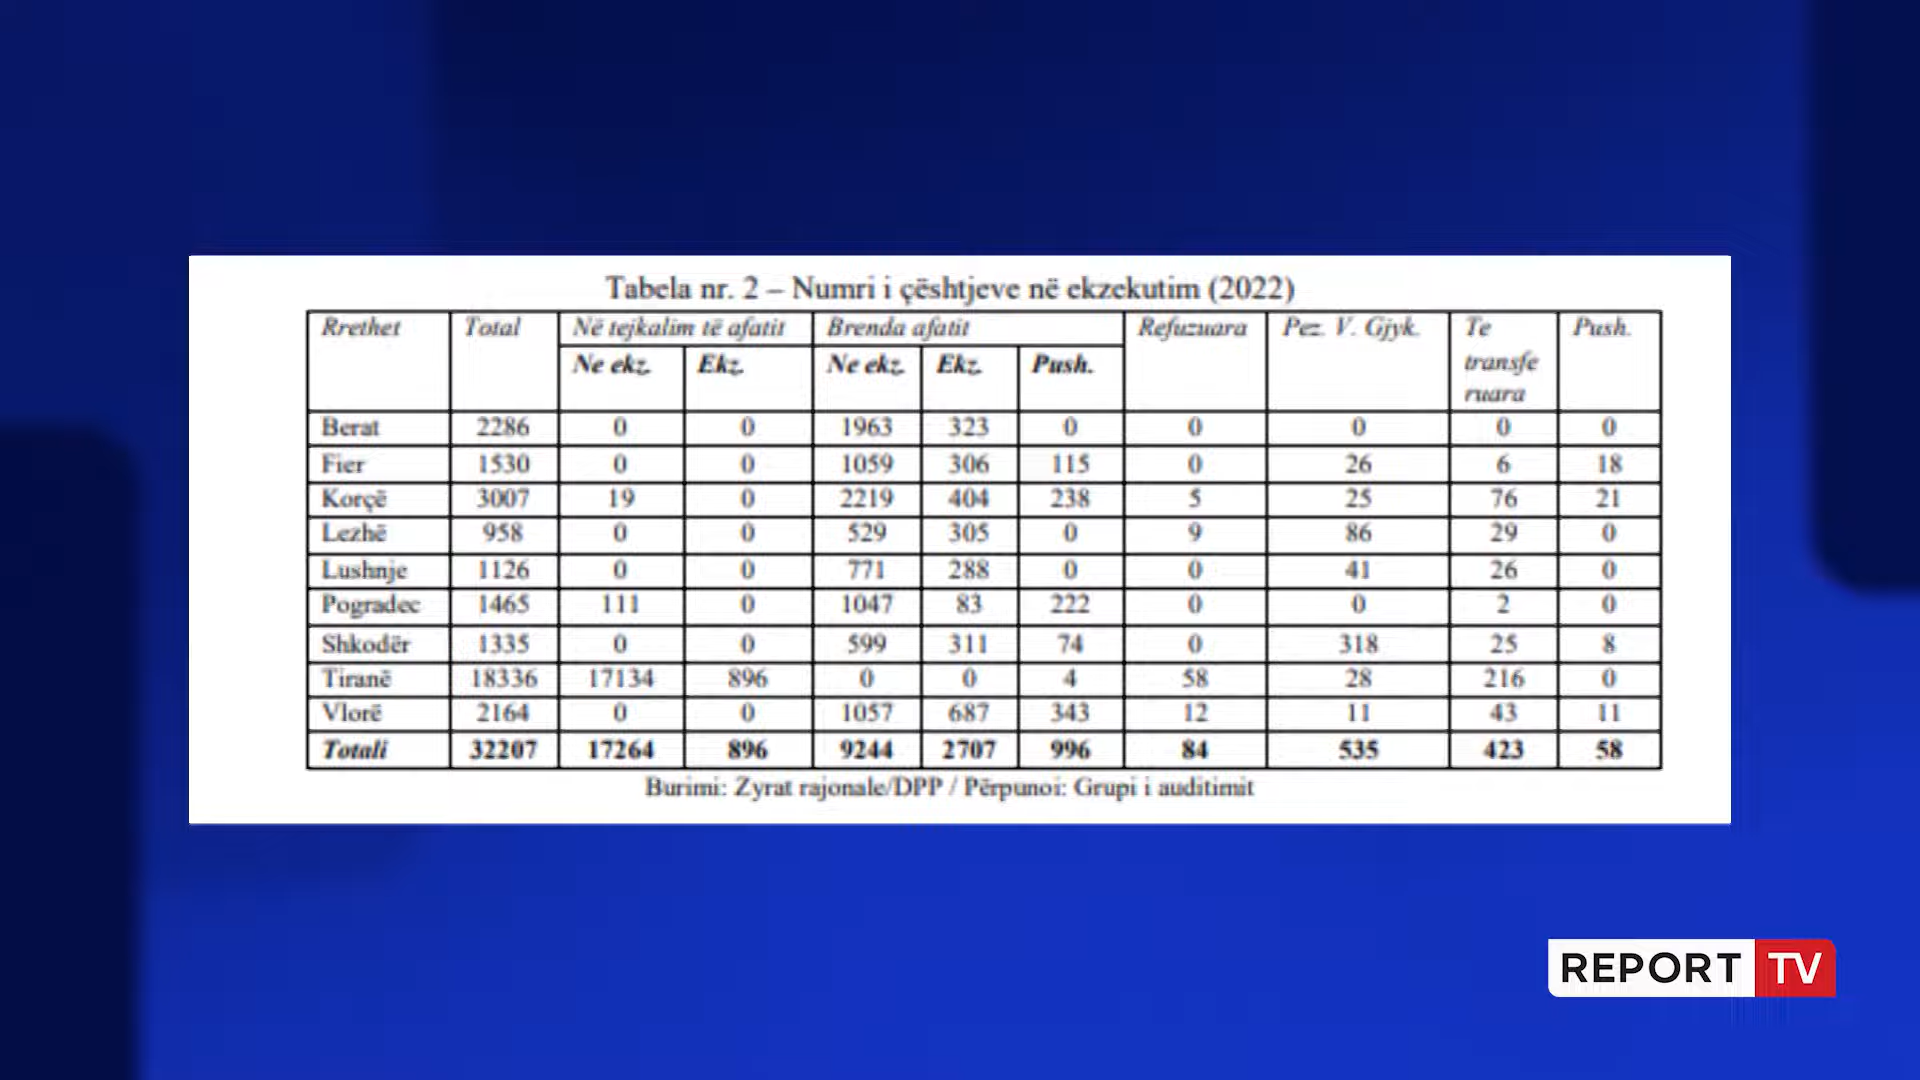 Tabela nr. 2 – Numri i çështjeve në ekzekutim (2022)
Rrethet Total Në tejkalim të afatit Brenda afatit Refuzuara Pez. V. Gjyk. Te transfe ruara Push.
Ne ekz. Ekz. Ne ekz. Ekz. Push.
Berat 2286 0 0 1963 323 0 0 0 0 0
Fier 1530 0 0 1059 306 115 0 26 6 18
Korçë 3007 19 0 2219 404 238 5 25 76 21
Lezhë 958 0 0 529 305 0 9 86 29 0
Lushnje 1126 0 0 771 288 0 0 41 26 0
Pogradec 1465 111 0 1047 83 222 0 0 2 0
Shkodër 1335 0 0 599 311 74 0 318 25 8
Tiranë 18336 17134 896 0 0 4 58 28 216 0
Vlorë 2164 0 0 1057 687 343 12 11 43 11
Totali 32207 17264 896 9244 2707 996 84 535 423 58
Burimi: Zyrat rajonale/DPP / Përpunoi: Grupi i auditimit
REPORT TV